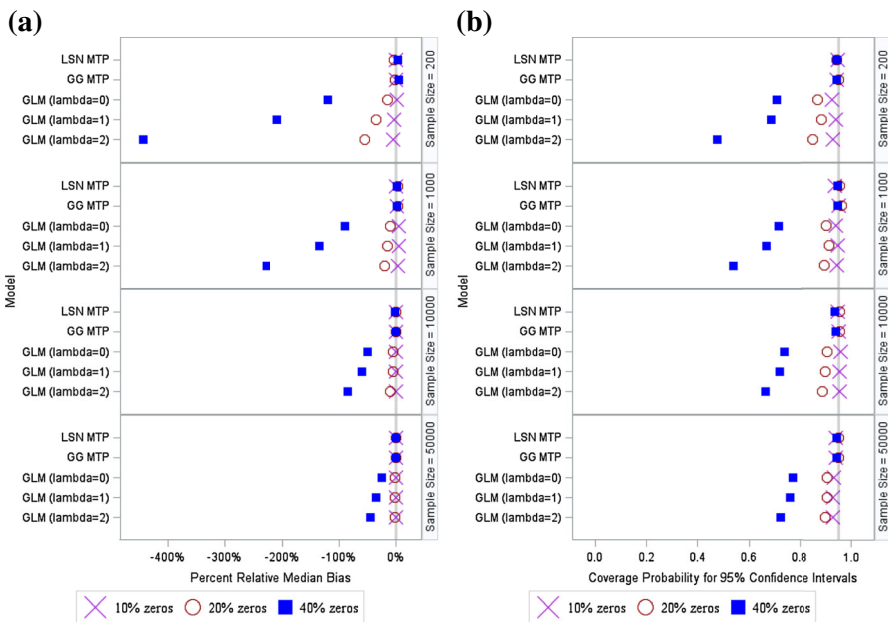 (a)
Model
LSN MTP
GG MTP
GLM (lambda=0)
GLM (lambda=1)
GLM (lambda=2)
Sample Size = 200
LSN MTP
GG MTP
GLM (lambda=0)
GLM (lambda=1)
GLM (lambda=2)
Sample Size = 1000
LSN MTP
GG MTP
GLM (lambda=0)
GLM (lambda=1)
GLM (lambda=2)
Sample Size = 10000
LSN MTP
GG MTP
GLM (lambda=0)
GLM (lambda=1)
GLM (lambda=2)
Sample Size = 50000
-400% -300% -200% -100% 0%
Percent Relative Median Bias
10% zeros 20% zeros 40% zeros
(b)
Model
LSN MTP
GG MTP
GLM (lambda=0)
GLM (lambda=1)
GLM (lambda=2)
Sample Size = 200
LSN MTP
GG MTP
GLM (lambda=0)
GLM (lambda=1)
GLM (lambda=2)
Sample Size = 1000
LSN MTP
GG MTP
GLM (lambda=0)
GLM (lambda=1)
GLM (lambda=2)
Sample Size = 10000
LSN MTP
GG MTP
GLM (lambda=0)
GLM (lambda=1)
GLM (lambda=2)
Sample Size = 50000
0.0 0.2 0.4 0.6 0.8 1.0
Coverage Probability for 95% Confidence Intervals
10% zeros 20% zeros 40% zeros